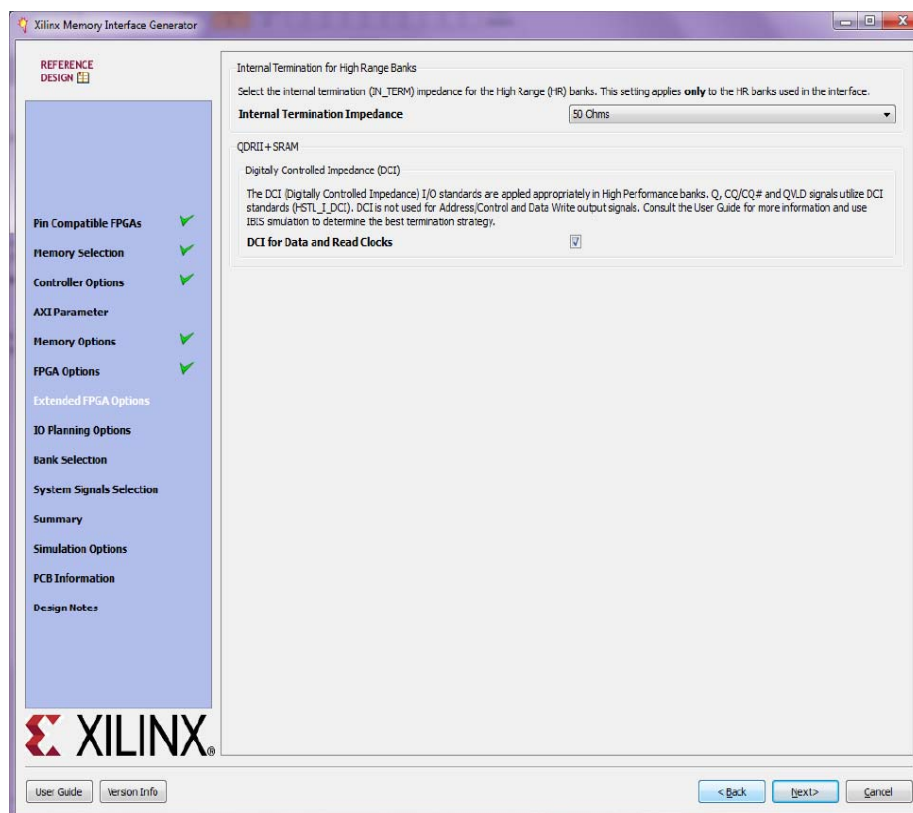 Xilinx Memory Interface Generator
REFERENCE
DESIGN
Pin Compatible FPGAs
Memory Selection
Controller Options
AXI Parameter
Memory Options
FPGA Options
Extended FPGA Options
IO Planning Options
Bank Selection
System Signals Selection
Summary
Simulation Options
PCB Information
Design Notes
XILINX®
Internal Termination for High Range Banks
Select the internal termination (IN_TERM) impedance for the High Range (HR) banks. This setting applies only to the HR banks used in the interface.
Internal Termination Impedance
50 Ohms
QDRII+SRAM
Digitally Controlled Impedance (DCI)
The DCI (Digitally Controlled Impedance) I/O standards are appled appropriately in High Performance banks. Q, CQ/CQ# and QVLD signals utilize DCI
standards (HSTL_I_DCI). DCI is not used for Address/Control and Data Write output signals. Consult the User Guide for more information and use
IBIS simulation to determine the best termination strategy.
DCI for Data and Read Clocks
User Guide
Version Info
< Back
Next>
Cancel